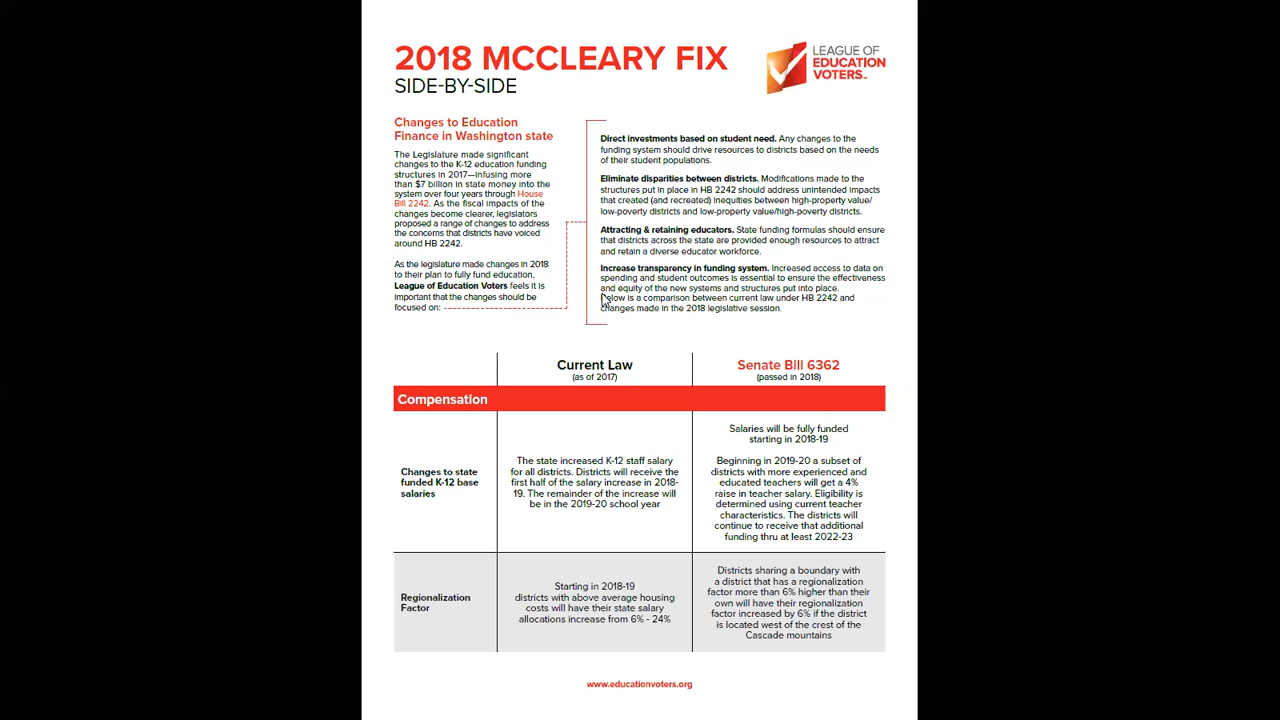 2018 MCCLEARY FIX
SIDE-BY-SIDE
LEAGUE OF
EDUCATION
VOTERS
Changes to Education
Finance in Washington state
The Legislature made significant
changes to the K-12 education funding
structures in 2017—infusing more
than $7 billion in state money into the
system over four years through House
Bill 2242. As the fiscal impacts of the
changes become clearer, legislators
proposed a range of changes to address
the concerns that districts have voiced
around HB 2242.
As the legislature made changes in 2018
to their plan to fully fund education,
League of Education Voters feels it is
important that the changes should be
focused on:
Direct investments based on student need. Any changes to the
funding system should drive resources to districts based on the needs
of their student populations.
Eliminate disparities between districts. Modifications made to the
structures put in place in HB 2242 should address unintended impacts
that created (and recreated) inequities between high-property value/
low-poverty districts and low-property value/high-poverty districts.
Attracting & retaining educators. State funding formulas should ensure
that districts across the state are provided enough resources to attract
and retain a diverse educator workforce.
Increase transparency in funding system. Increased access to data on
spending and student outcomes is essential to ensure the effectiveness
and equity of the new systems and structures put into place.
Below is a comparison between current law under HB 2242 and
changes made in the 2018 legislative session.
Current Law
(as of 2017)
Senate Bill 6362
(passed in 2018)
Compensation
Changes to state
funded K-12 base
salaries
The state increased K-12 staff salary
for all districts. Districts will receive the
first half of the salary increase in 2018-
19. The remainder of the increase will
be in the 2019-20 school year
Salaries will be fully funded
starting in 2018-19
Beginning in 2019-20 a subset of
districts with more experienced and
educated teachers will get a 4%
raise in teacher salary. Eligibility is
determined using current teacher
characteristics. The districts will
continue to receive that additional
funding thru at least 2022-23
Regionalization
Factor
Starting in 2018-19
districts with above average housing
costs will have their state salary
allocations increase from 6% - 24%
Districts sharing a boundary with
a district that has a regionalization
factor more than 6% higher than their
own will have their regionalization
factor increased by 6% if the district
is located west of the crest of the
Cascade mountains
www.educationvoters.org